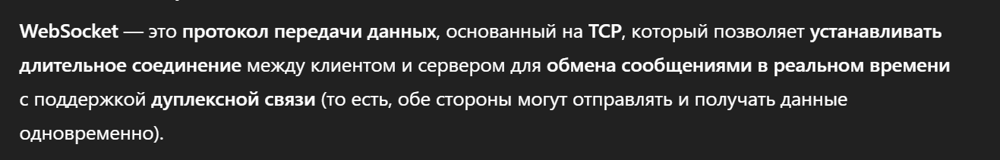 WebSocket — это протокол передачи данных, основанный на TCP, который позволяет устанавливать
длительное соединение между клиентом и сервером для обмена сообщениями в реальном времени
с поддержкой дуплексной связи (то есть, обе стороны могут отправлять и получать данные
одновременно).